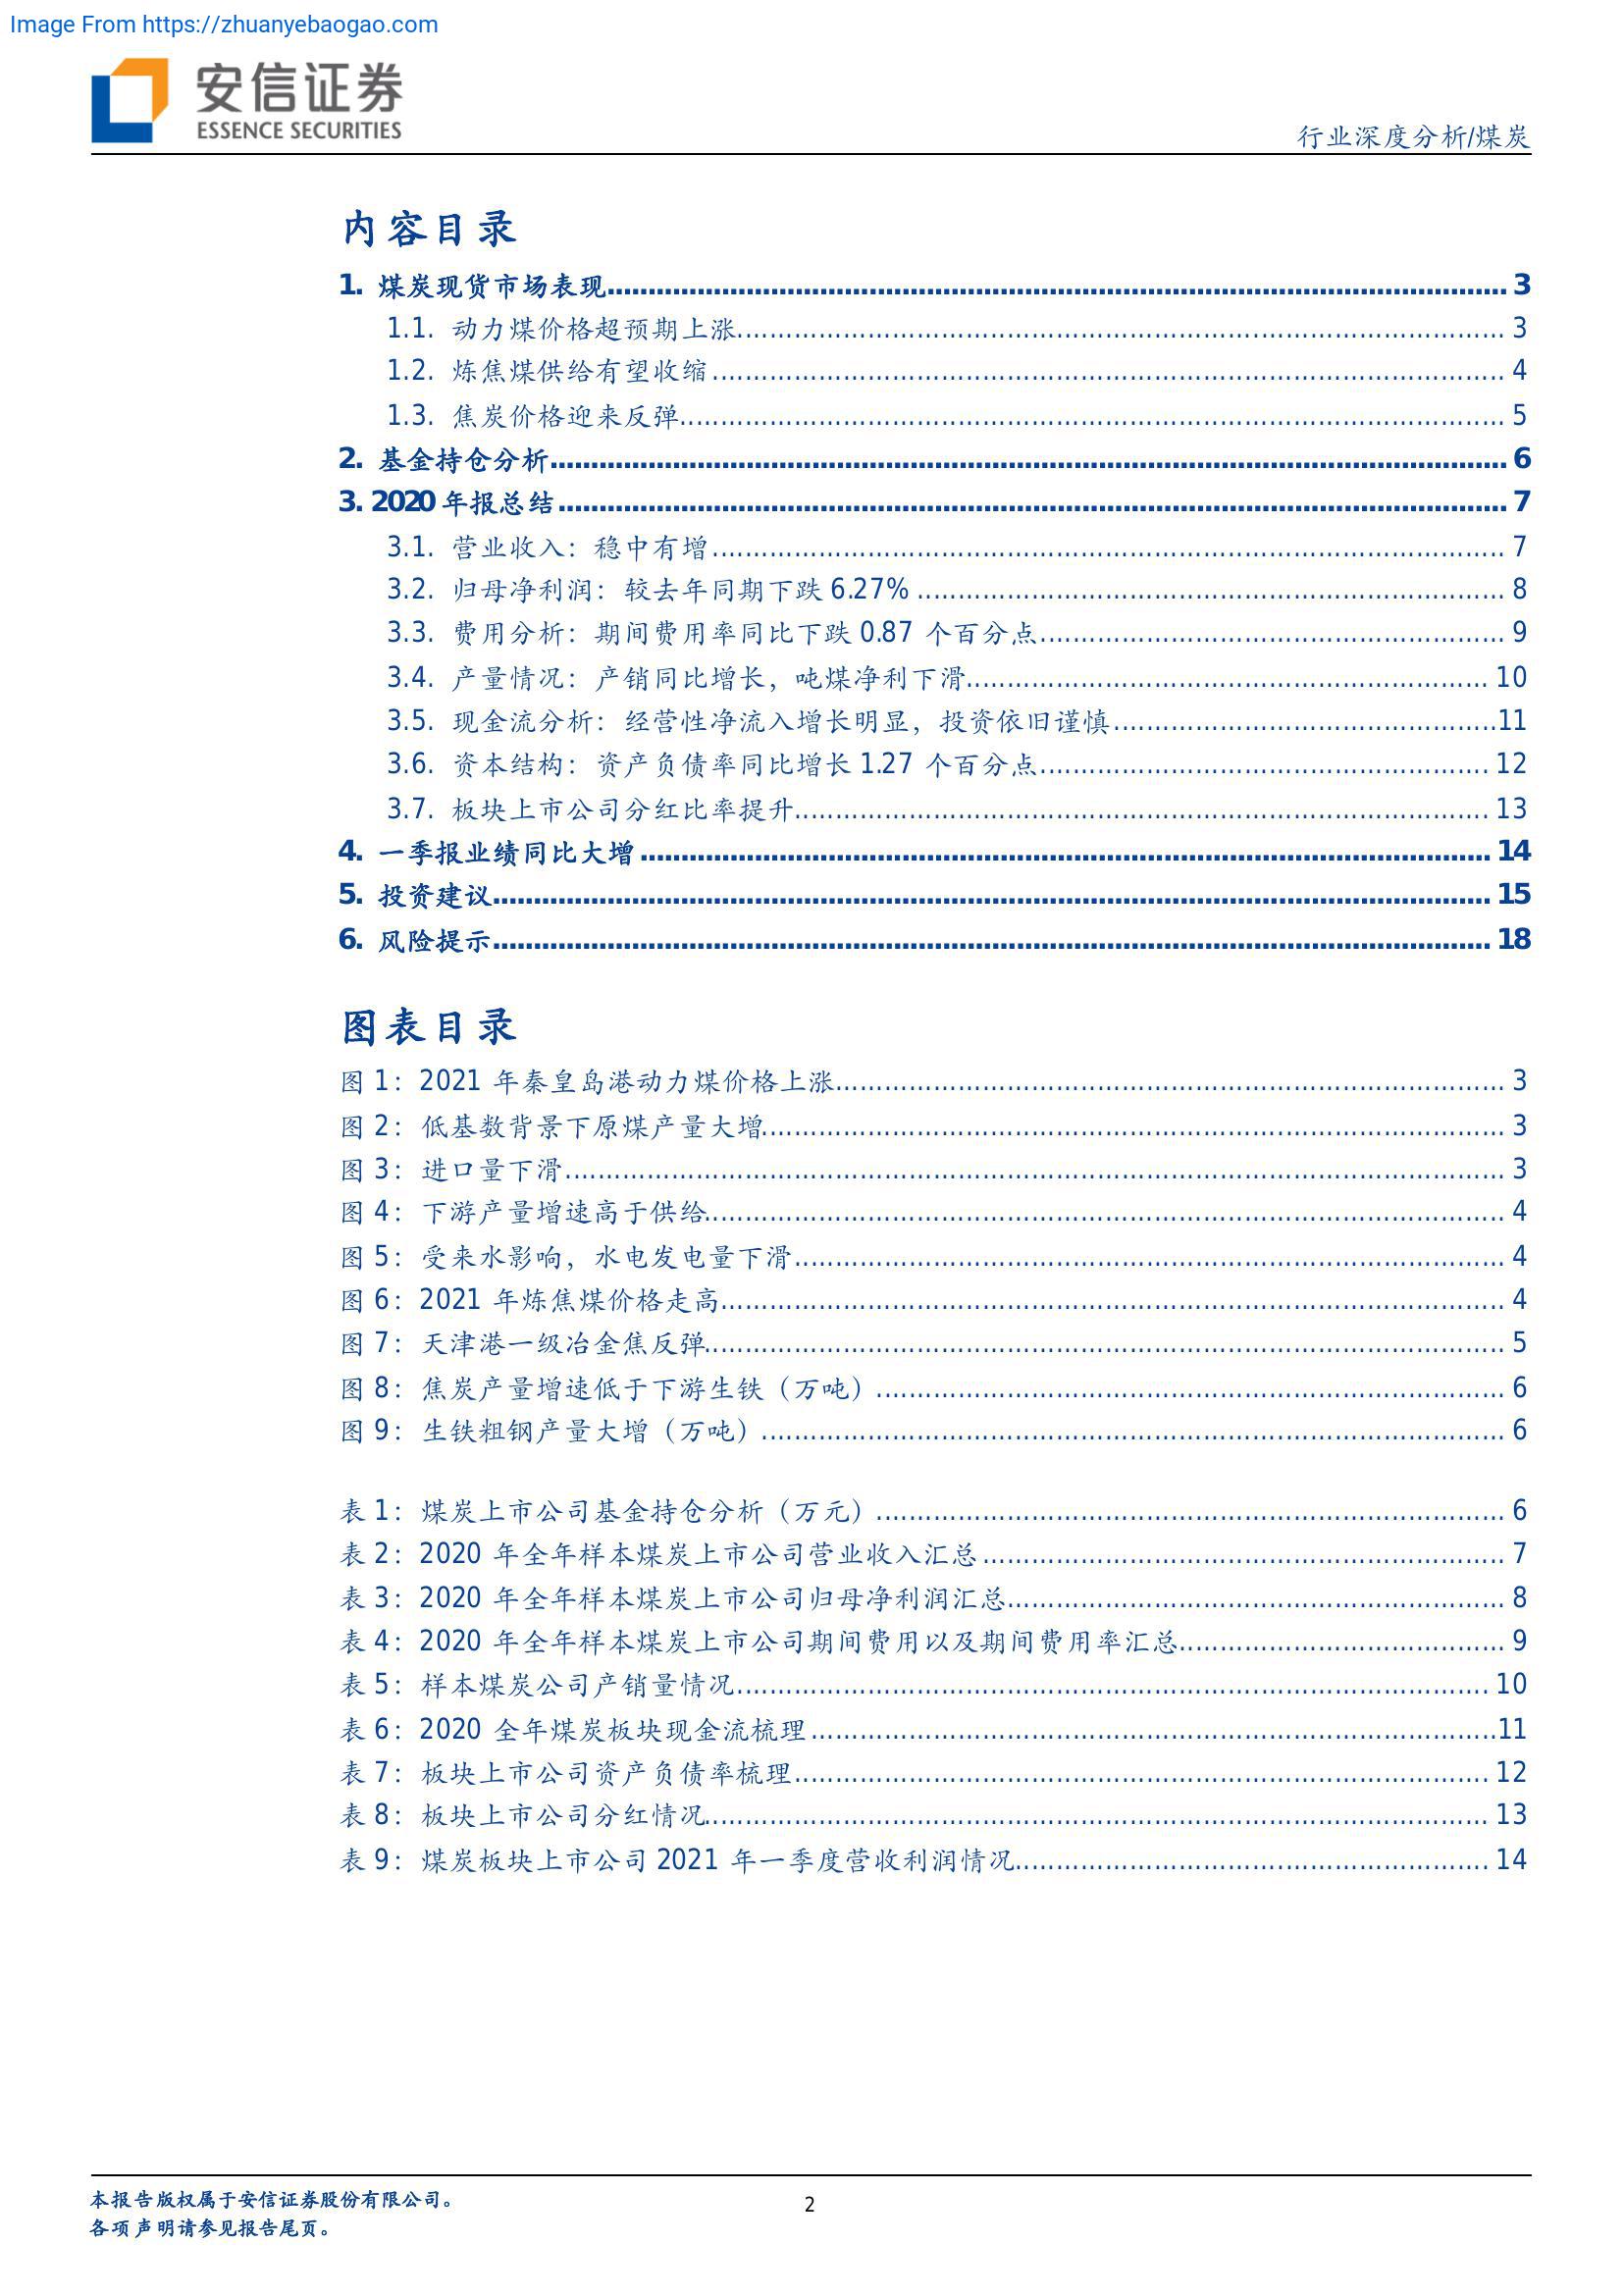 Image From https://zhuanyebaogao.com
安信证券
ESSENCE SECURITIES
行业深度分析/煤炭
内容目录
1. 煤炭现货市场表现 3
1.1. 动力煤价格超预期上涨 3
1.2. 炼焦煤供给有望收缩 4
1.3. 焦炭价格迎来反弹 5
2. 基金持仓分析 6
3. 2020 年报总结 7
3.1. 营业收入：稳中有增 7
3.2. 归母净利润：较去年同期下跌 6.27% 8
3.3. 费用分析：期间费用率同比下跌 0.87 个百分点 9
3.4. 产量情况：产销同比增长，吨煤净利下滑 10
3.5. 现金流分析：经营性净流入增长明显，投资依旧谨慎 11
3.6. 资本结构：资产负债率同比增长 1.27 个百分点 12
3.7. 板块上市公司分红比率提升 13
4. 一季报业绩同比大增 14
5. 投资建议 15
6. 风险提示 18
图表目录
图 1：2021 年秦皇岛港动力煤价格上涨 3
图 2：低基数背景下原煤产量大增 3
图 3：进口量下滑 3
图 4：下游产量增速高于供给 4
图 5：受来水影响，水电发电量下滑 4
图 6：2021 年炼焦煤价格走高 4
图 7：天津港一级冶金焦反弹 5
图 8：焦炭产量增速低于下游生铁（万吨） 6
图 9：生铁粗钢产量大增（万吨） 6
表 1：煤炭上市公司基金持仓分析（万元） 6
表 2：2020 年全年样本煤炭上市公司营业收入汇总 7
表 3：2020 年全年样本煤炭上市公司归母净利润汇总 8
表 4：2020 年全年样本煤炭上市公司期间费用以及期间费用率汇总 9
表 5：样本煤炭公司产销量情况 10
表 6：2020 全年煤炭板块现金流梳理 11
表 7：板块上市公司资产负债率梳理 12
表 8：板块上市公司分红情况 13
表 9：煤炭板块上市公司 2021 年一季度营收利润情况 14
本报告版权属于安信证券股份有限公司。
2
各项声明请参见报告尾页。